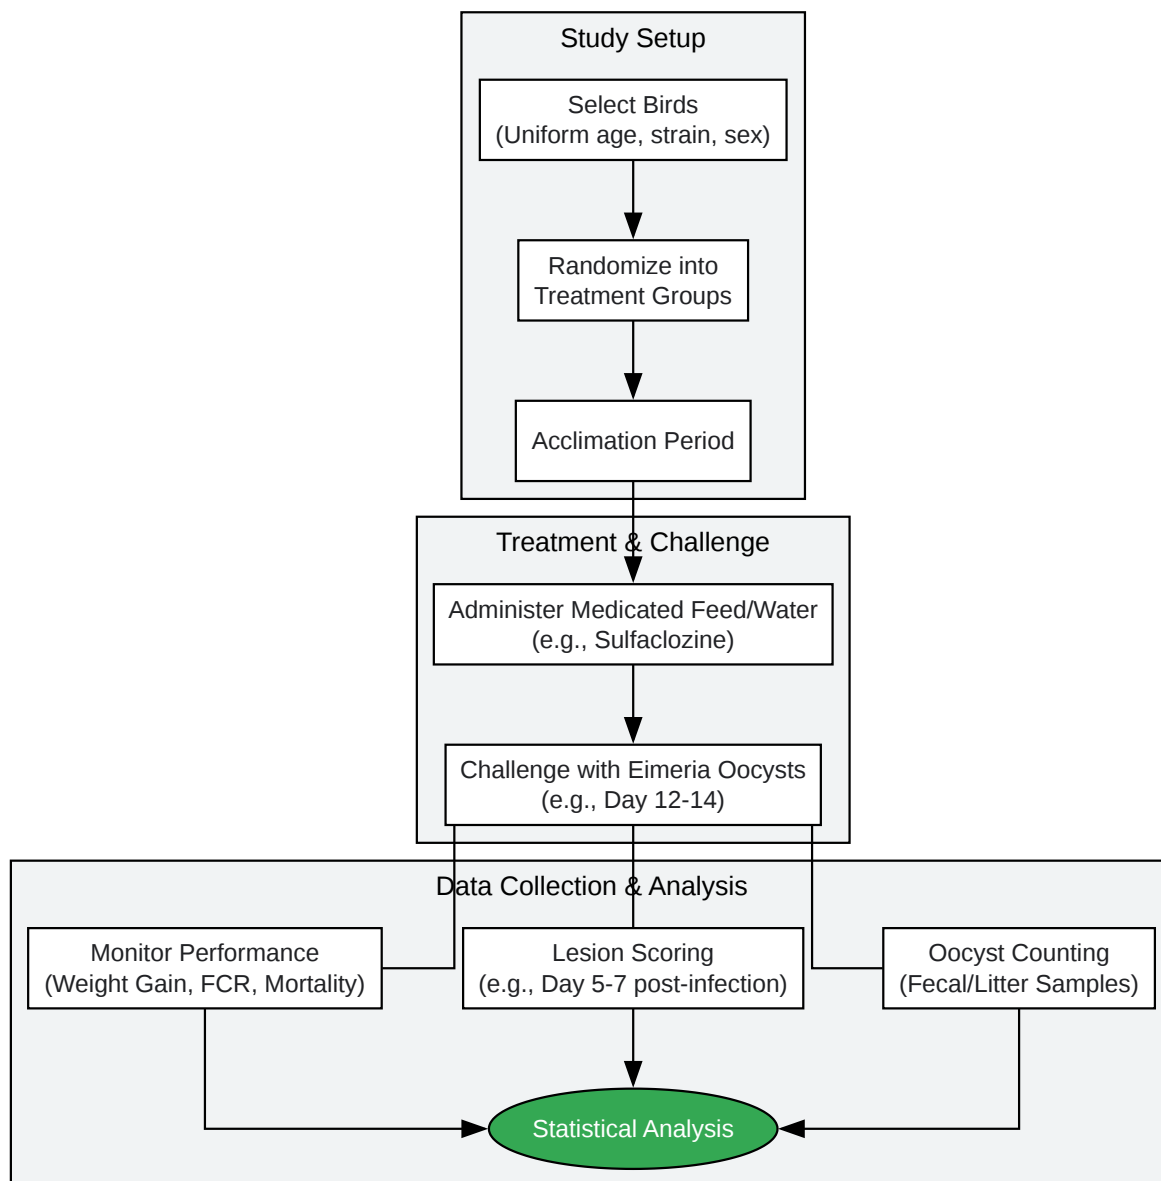 Study Setup
Select Birds
(Uniform age, strain, sex)
Randomize into
Treatment Groups
Acclimation Period
Treatment & Challenge
Administer Medicated Feed/Water
(e.g., Sulfaclozine)
Challenge with Eimeria Oocysts
(e.g., Day 12-14)
Data Collection & Analysis
Monitor Performance
(Weight Gain, FCR, Mortality)
Lesion Scoring
(e.g., Day 5-7 post-infection)
Oocyst Counting
(Fecal/Litter Samples)
Statistical Analysis